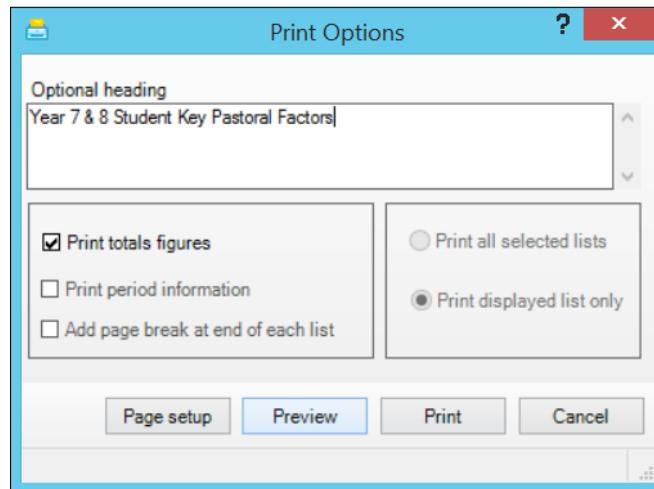 Print Options
?
x
Optional heading
Year 7 & 8 Student Key Pastoral Factors
Print totals figures
Print all selected lists
Print period information
Print displayed list only
Add page break at end of each list
Page setup
Preview
Print
Cancel